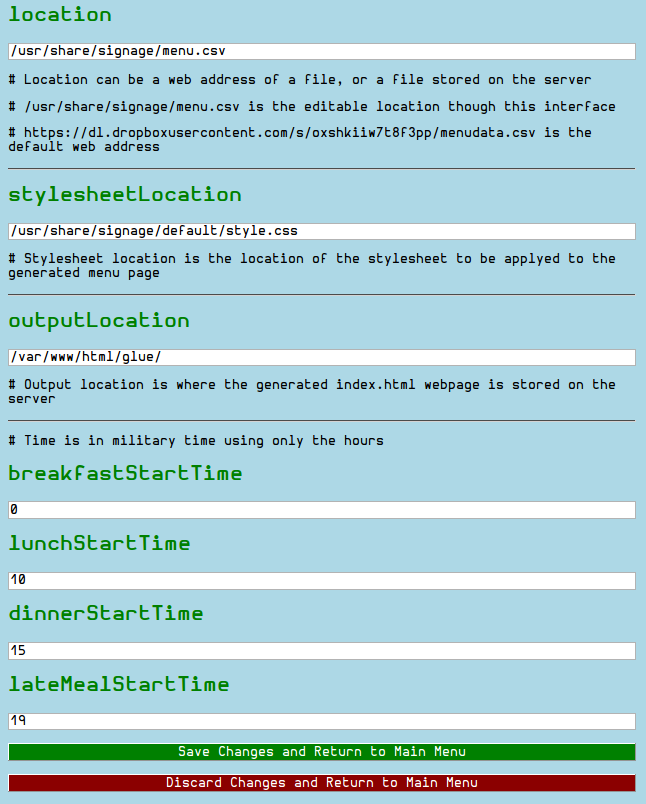 location
/usr/share/signage/menu.csv
# Location can be a web address of a file, or a file stored on the server
# /usr/share/signage/menu.csv is the editable location though this interface
# https://dl.dropboxusercontent.com/s/oxshkiiw7t8f3pp/menudata.csv is the
default web address
stylesheetLocation
/usr/share/signage/default/style.css
# Stylesheet location is the location of the stylesheet to be applyed to the
generated menu page
outputLocation
/var/www/html/glue/
# Output location is where the generated index.html webpage is stored on the
server
# Time is in military time using only the hours
breakfastStartTime
0
lunchStartTime
10
dinnerStartTime
15
lateMealStartTime
19
Save Changes and Return to Main Menu
Discard Changes and Return to Main Menu